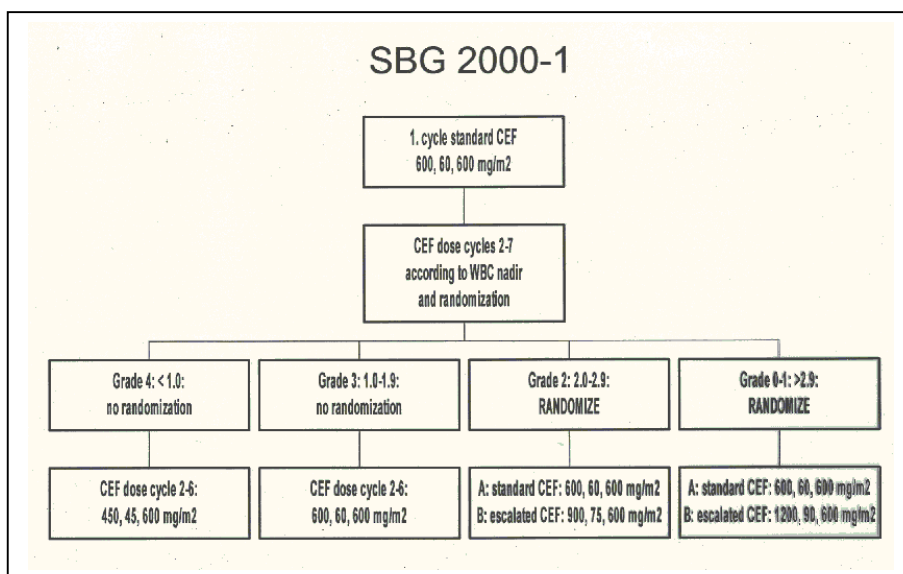 SBG 2000-1
1. cycle standard CEF
600, 60, 600 mg/m2
CEF dose cycles 2-7
according to WBC nadir
and randomization
Grade 4: < 1.0:
no randomization
Grade 3: 1.0-1.9:
no randomization
Grade 2: 2.0-2.9:
RANDOMIZE
Grade 0-1: >2.9:
RANDOMIZE
CEF dose cycle 2-6:
450, 45, 600 mg/m2
CEF dose cycle 2-6:
600, 60, 600 mg/m2
A: standard CEF: 600, 60, 600 mg/m2
B: escalated CEF: 900, 75, 600 mg/m2
A: standard CEF: 600, 60, 600 mg/m2
B: escalated CEF: 1200, 90, 600 mg/m2